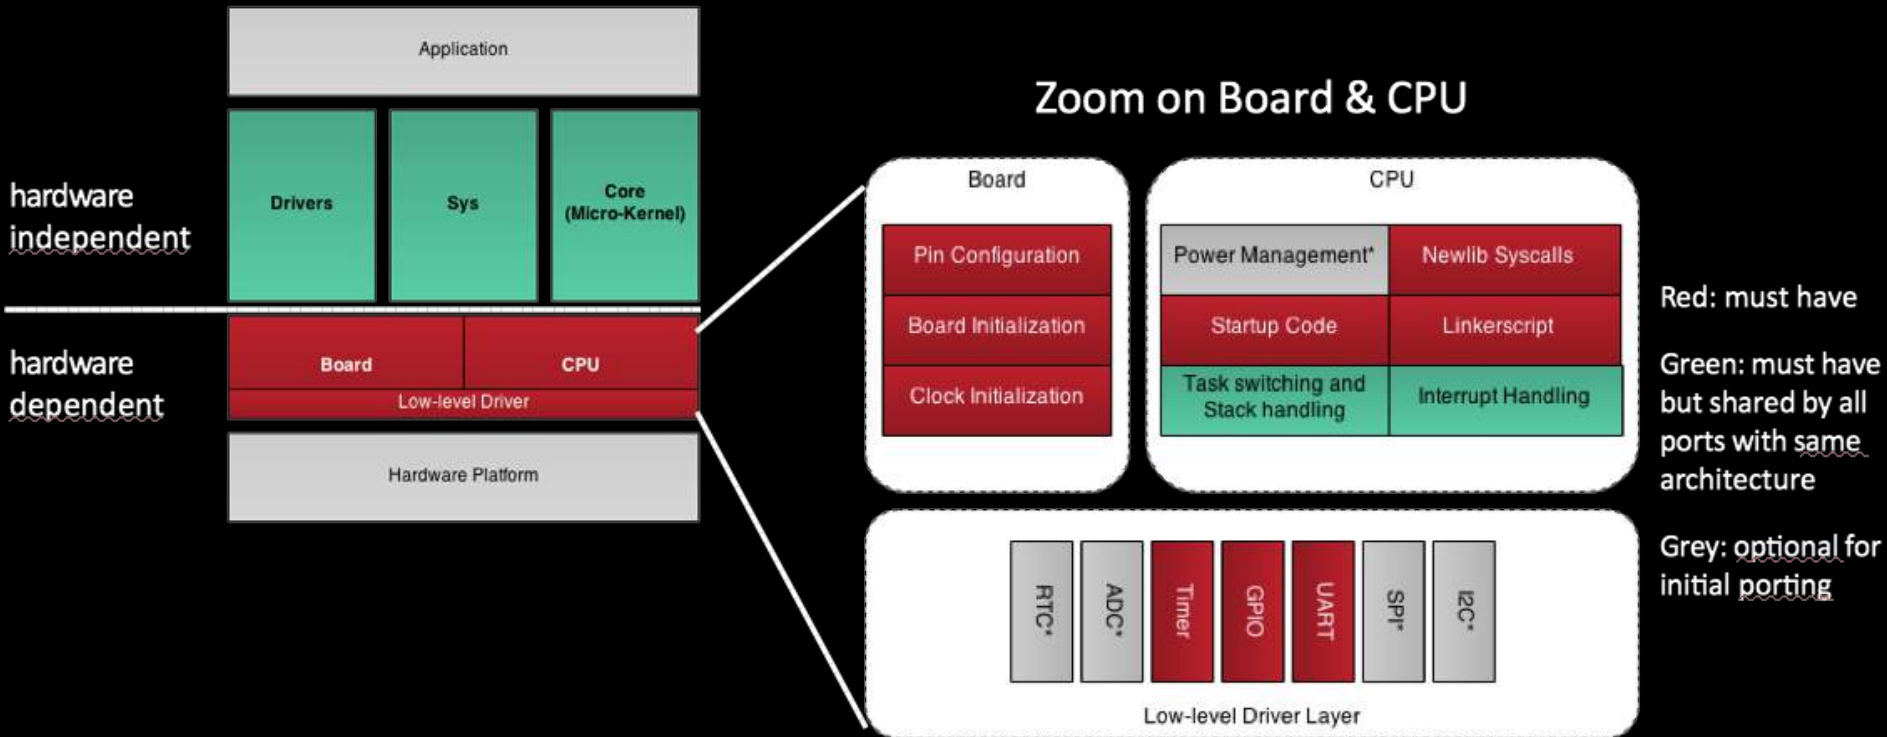 Application
hardware
independent
Drivers
Sys
Core
(Micro-Kernel)
hardware
dependent
Board
CPU
Low-level Driver
Hardware Platform
Zoom on Board & CPU
Board
Pin Configuration
Board Initialization
Clock Initialization
CPU
Power Management*
Newlib Syscalls
Startup Code
Linkerscript
Task switching and
Stack handling
Interrupt Handling
RTC*
ADC*
Timer
GPIO
UART
SPI*
I2C*
Low-level Driver Layer
Red: must have
Green: must have
but shared by all
ports with same
architecture
Grey: optional for
initial porting